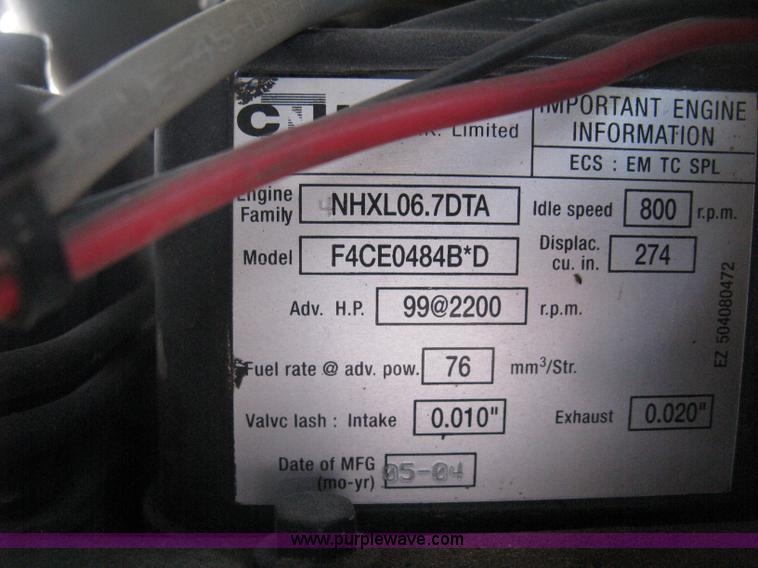 CN
U.K. Limited
IMPORTANT ENGINE
INFORMATION
ECS : EM TC SPL
Engine
Family
4NHXL06.7DTA
Idle speed 800 r.p.m.
Model F4CE0484B*D
Displac.
cu. in.
274
Adv. H.P. 99@2200 r.p.m.
Fuel rate @ adv. pow. 76 mm³/Str.
Valvc lash : Intake 0.010" Exhaust 0.020"
Date of MFG
(mo-yr)
05-04
EZ 504080472
www.purplewave.com